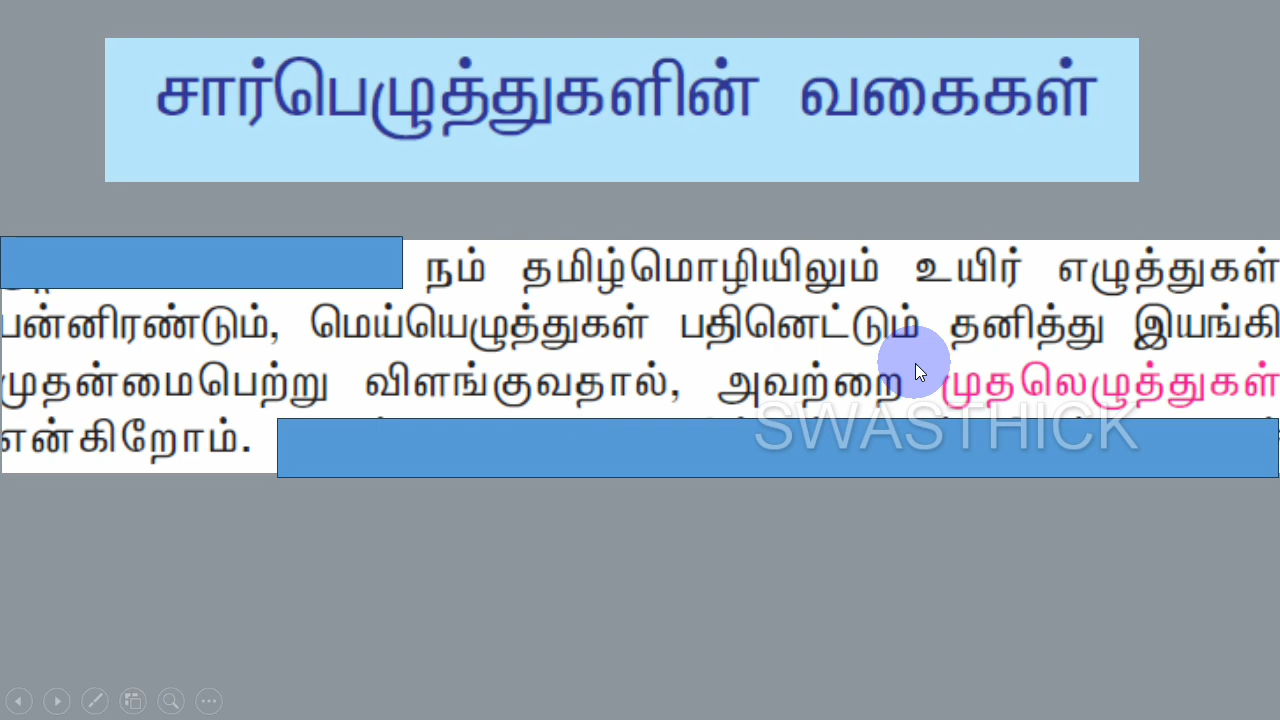 சார்பெழுத்துகளின் வகைகள்
நம் தமிழ்மொழியிலும் உயிர் எழுத்துகள்
பன்னிரண்டும், மெய்யெழுத்துகள் பதினெட்டும் தனித்து இயங்கி
முதன்மைபெற்று விளங்குவதால், அவற்றை முதலெழுத்துகள்
என்கிறோம்.
SWASTHICK